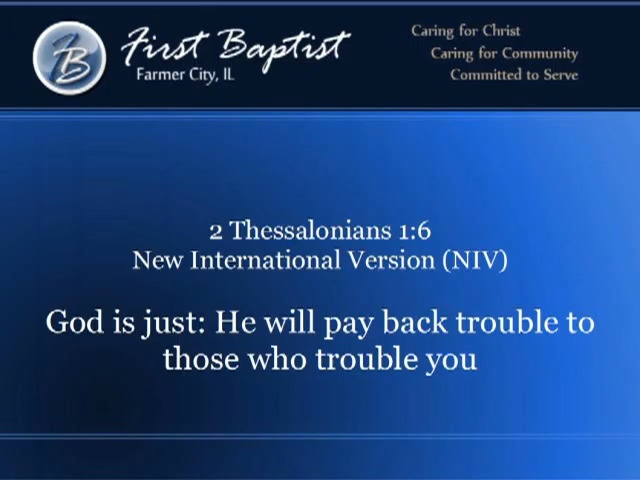 FB
First Baptist
Farmer City, IL
Caring for Christ
Caring for Community
Committed to Serve
2 Thessalonians 1:6
New International Version (NIV)
God is just: He will pay back trouble to
those who trouble you